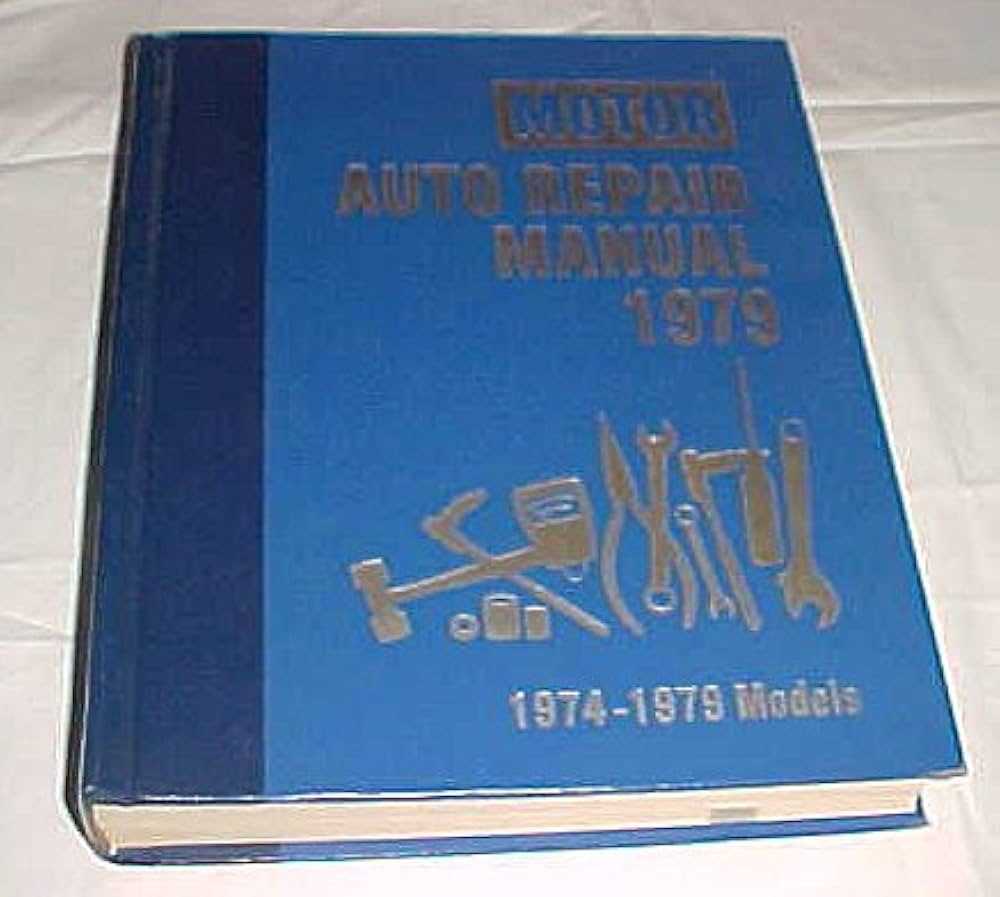 MOTOR
AUTO REPAIR
MANUAL
1979
1974-1979 Models